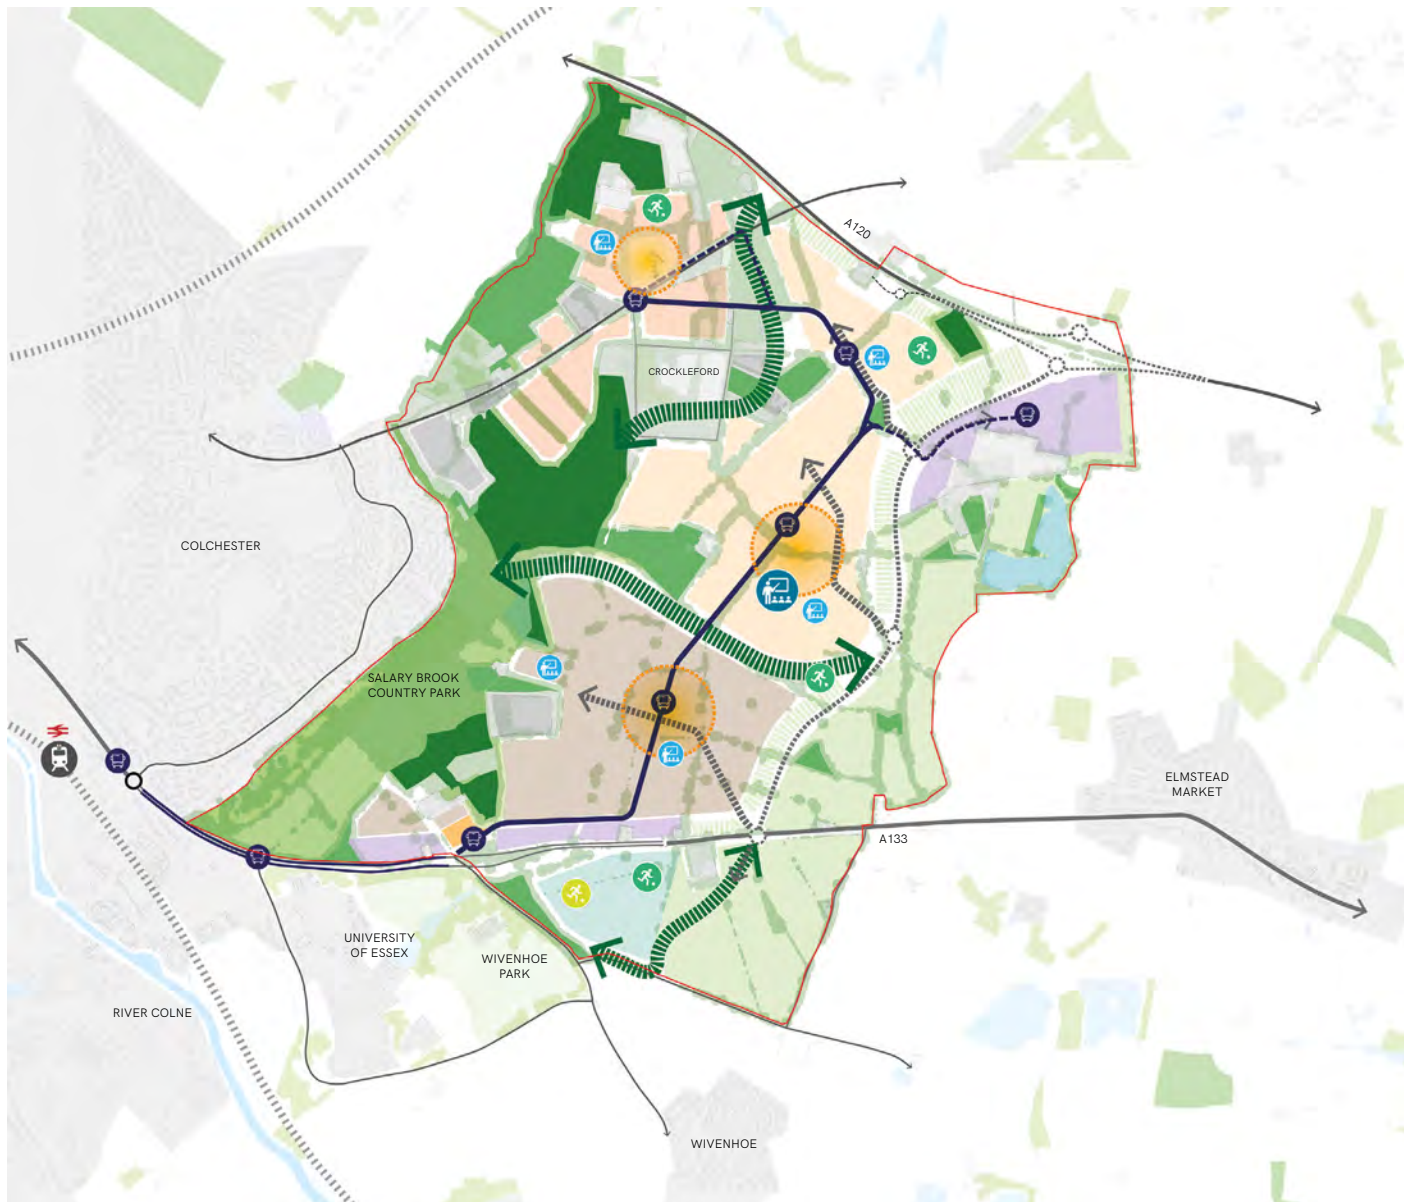 A120
CROCKLEFORD
COLCHESTER
SALARY BROOK
COUNTRY PARK
ELMSTEAD
MARKET
A133
UNIVERSITY
OF ESSEX
WIVENHOE
PARK
RIVER COLNE
WIVENHOE